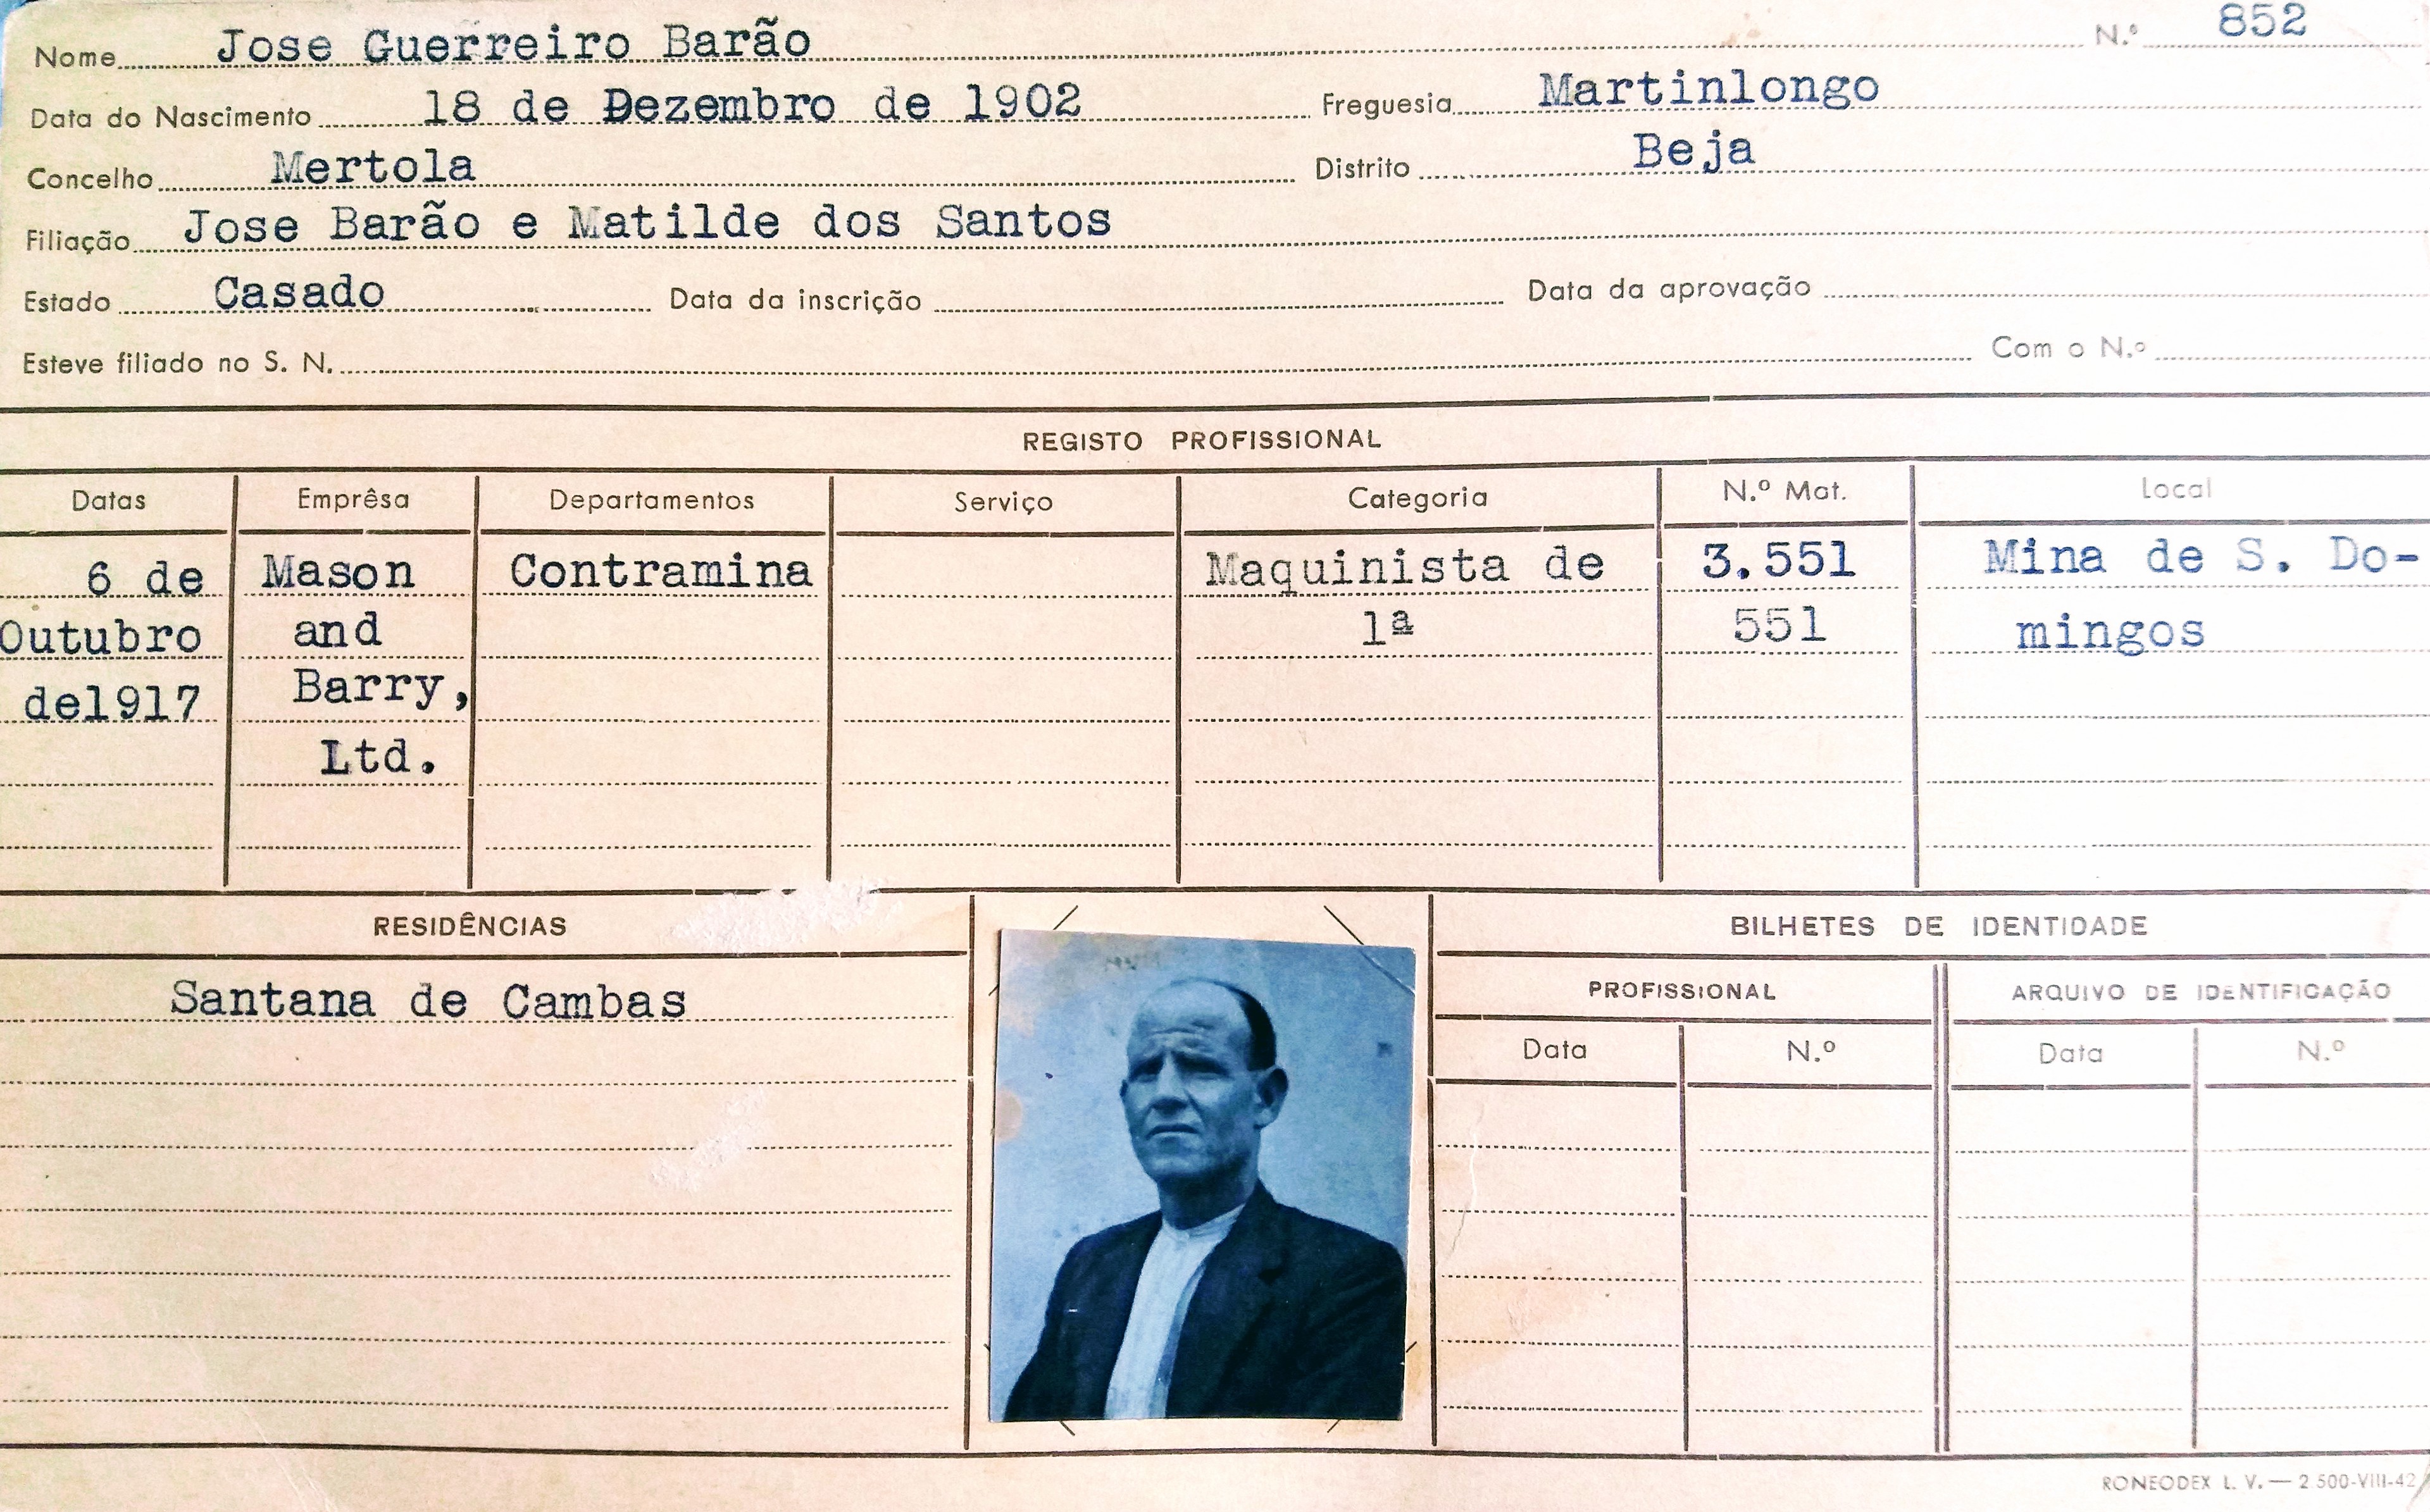 Nome Jose Guerreiro Barão N.º 852
Data do Nascimento 18 de Dezembro de 1902 Freguesia Martinlongo
Concelho Mertola Distrito Beja
Filiação Jose Barão e Matilde dos Santos
Estado Casado Data da inscrição Data da aprovação
Esteve filiado no S. N. Com o N.º
REGISTO PROFISSIONAL
Datas Emprêsa Departamentos Serviço Categoria N.º Mat. Local
6 de Mason Contramina Maquinista de 3.551 Mina de S. Do-
Outubro and 1ª 551 mingos
de1917 Barry,
Ltd.
RESIDÊNCIAS BILHETES DE IDENTIDADE
Santana de Cambas PROFISSIONAL ARQUIVO DE IDENTIFICAÇÃO
Data N.º Data N.º
RONEODEX L. V. — 2 500-VIII-42